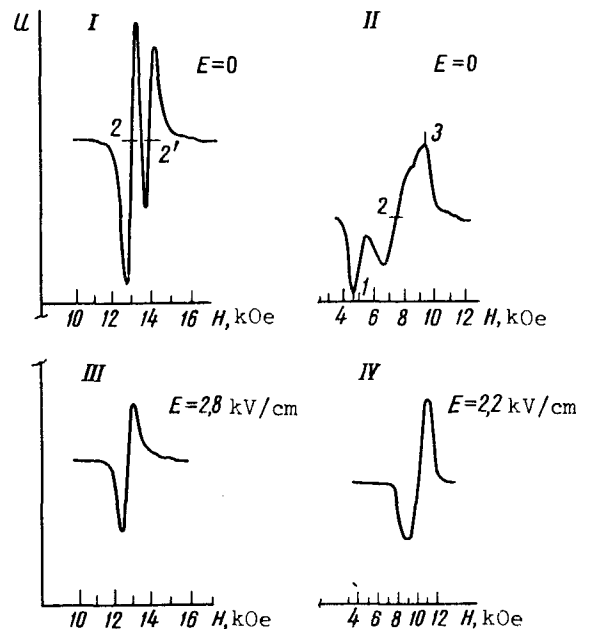 U I E=0
2 2'
10 12 14 16 H, kOe
II E=0
1 2 3
4 6 8 10 12 H, kOe
III E=2,8 kV/cm
10 12 14 16 H, kOe
IV E=2,2 kV/cm
4 6 8 10 12 H, kOe